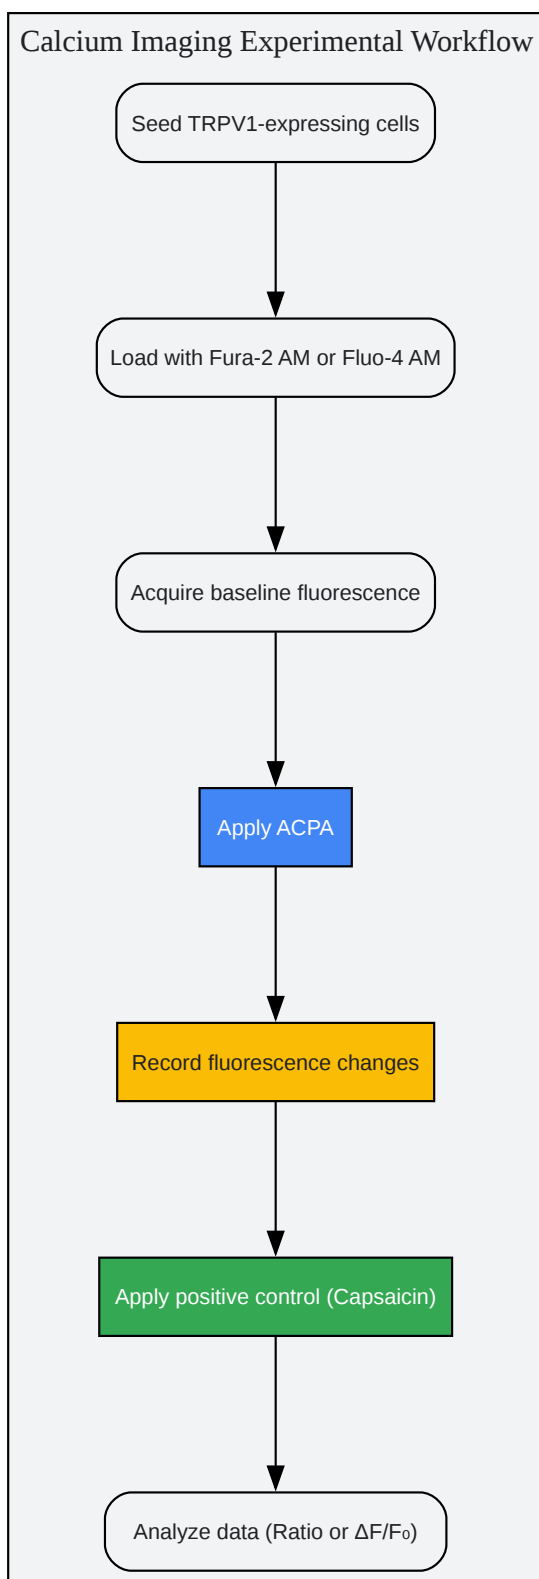 Calcium Imaging Experimental Workflow
Seed TRPV1-expressing cells
Load with Fura-2 AM or Fluo-4 AM
Acquire baseline fluorescence
Apply ACPA
Record fluorescence changes
Apply positive control (Capsaicin)
Analyze data (Ratio or ΔF/F₀)